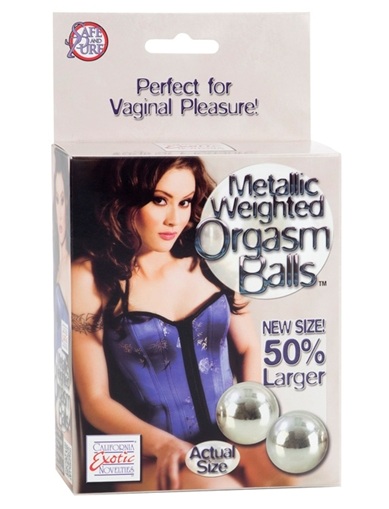 SAFE AND PURE
Perfect for
Vaginal Pleasure!
Metallic
Weighted
Orgasm
Balls™
NEW SIZE!
50%
Larger
Actual
Size
CALIFORNIA
Exotic
NOVELTIES